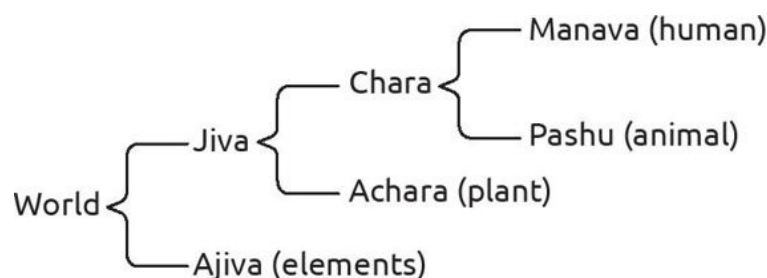 Manava (human)
Chara
Pashu (animal)
Jiva
Achara (plant)
World
Ajiva (elements)